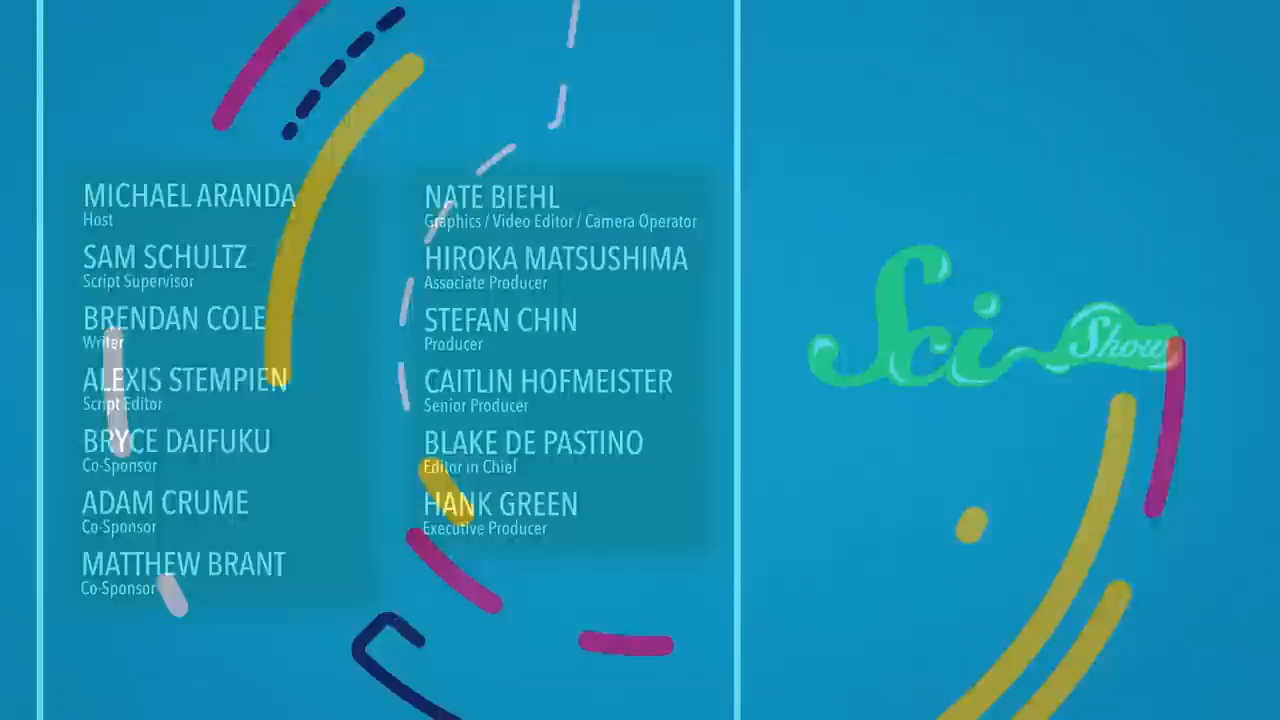 MICHAEL ARANDA
Host
SAM SCHULTZ
Script Supervisor
BRENDAN COLE
Writer
ALEXIS STEMPIEN
Script Editor
BRYCE DAIFUKU
Co-Sponsor
ADAM CRUME
Co-Sponsor
MATTHEW BRANT
Co-Sponsor
NATE BIEHL
Graphics / Video Editor / Camera Operator
HIROKA MATSUSHIMA
Associate Producer
STEFAN CHIN
Producer
CAITLIN HOFMEISTER
Senior Producer
BLAKE DE PASTINO
Editor in Chief
HANK GREEN
Executive Producer
Sci Show